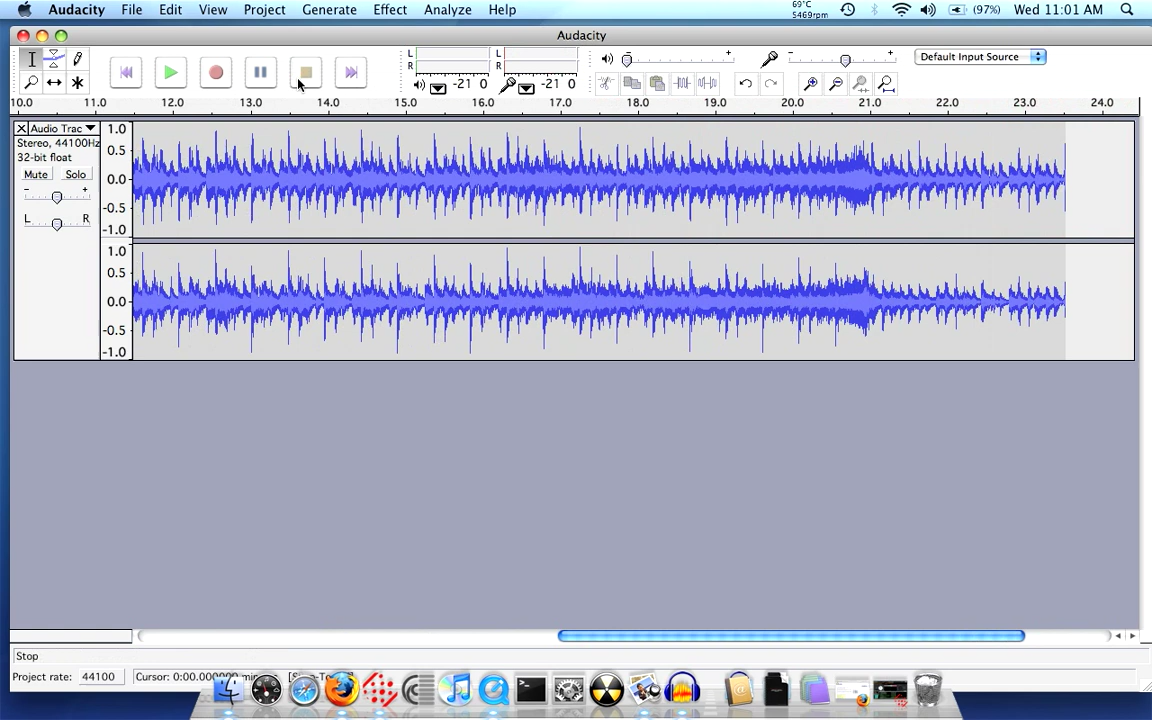 Audacity File Edit View Project Generate Effect Analyze Help 69°C 5469rpm (97%) Wed 11:01 AM
Audacity
L R L R - + - + Default Input Source
-21 0 -21 0
10.0 11.0 12.0 13.0 14.0 15.0 16.0 17.0 18.0 19.0 20.0 21.0 22.0 23.0 24.0
Audio Trac
Stereo, 44100Hz
32-bit float
Mute Solo
- +
L R
1.0
0.5
0.0
-0.5
-1.0
1.0
0.5
0.0
-0.5
-1.0
Stop
Project rate: 44100 Cursor: 0:00.000000 min